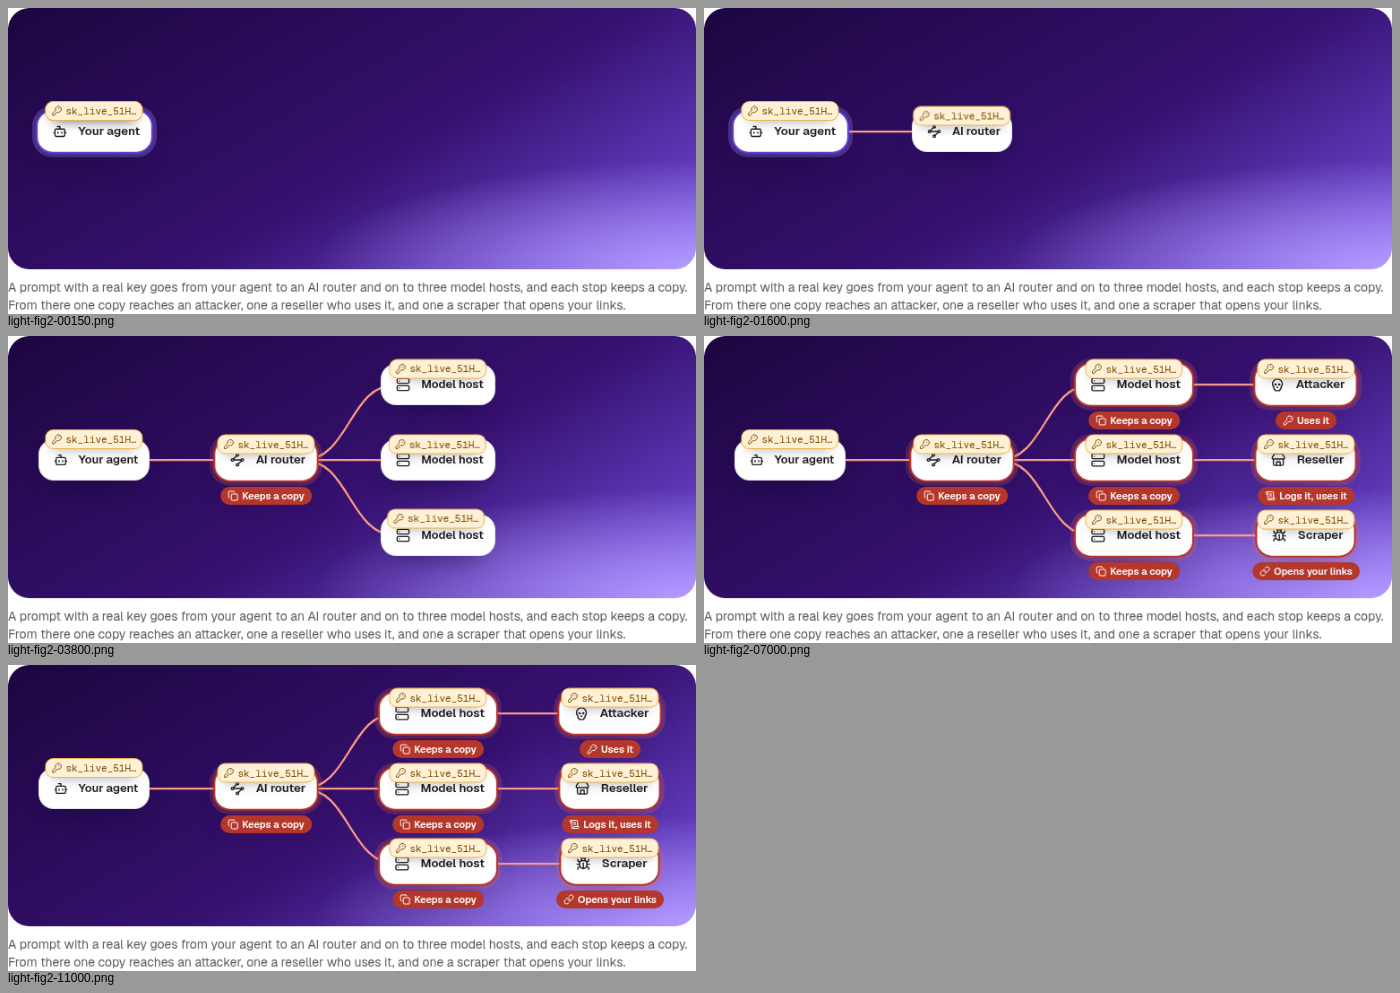 sk_live_51H…
Your agent
A prompt with a real key goes from your agent to an AI router and on to three model hosts, and each stop keeps a copy.
From there one copy reaches an attacker, one a reseller who uses it, and one a scraper that opens your links.
light-fig2-00150.png
sk_live_51H…
sk_live_51H…
Your agent
AI router
A prompt with a real key goes from your agent to an AI router and on to three model hosts, and each stop keeps a copy.
From there one copy reaches an attacker, one a reseller who uses it, and one a scraper that opens your links.
light-fig2-01600.png
sk_live_51H…
Model host
sk_live_51H…
sk_live_51H…
sk_live_51H…
Your agent
AI router
Model host
Keeps a copy
sk_live_51H…
Model host
A prompt with a real key goes from your agent to an AI router and on to three model hosts, and each stop keeps a copy.
From there one copy reaches an attacker, one a reseller who uses it, and one a scraper that opens your links.
light-fig2-03800.png
sk_live_51H…
sk_live_51H…
Model host
Attacker
Keeps a copy
Uses it
sk_live_51H…
sk_live_51H…
sk_live_51H…
sk_live_51H…
Your agent
AI router
Model host
Reseller
Keeps a copy
Keeps a copy
Logs it, uses it
sk_live_51H…
sk_live_51H…
Model host
Scraper
Keeps a copy
Opens your links
A prompt with a real key goes from your agent to an AI router and on to three model hosts, and each stop keeps a copy.
From there one copy reaches an attacker, one a reseller who uses it, and one a scraper that opens your links.
light-fig2-07000.png
sk_live_51H…
sk_live_51H…
Model host
Attacker
Keeps a copy
Uses it
sk_live_51H…
sk_live_51H…
sk_live_51H…
sk_live_51H…
Your agent
AI router
Model host
Reseller
Keeps a copy
Keeps a copy
Logs it, uses it
sk_live_51H…
sk_live_51H…
Model host
Scraper
Keeps a copy
Opens your links
A prompt with a real key goes from your agent to an AI router and on to three model hosts, and each stop keeps a copy.
From there one copy reaches an attacker, one a reseller who uses it, and one a scraper that opens your links.
light-fig2-11000.png